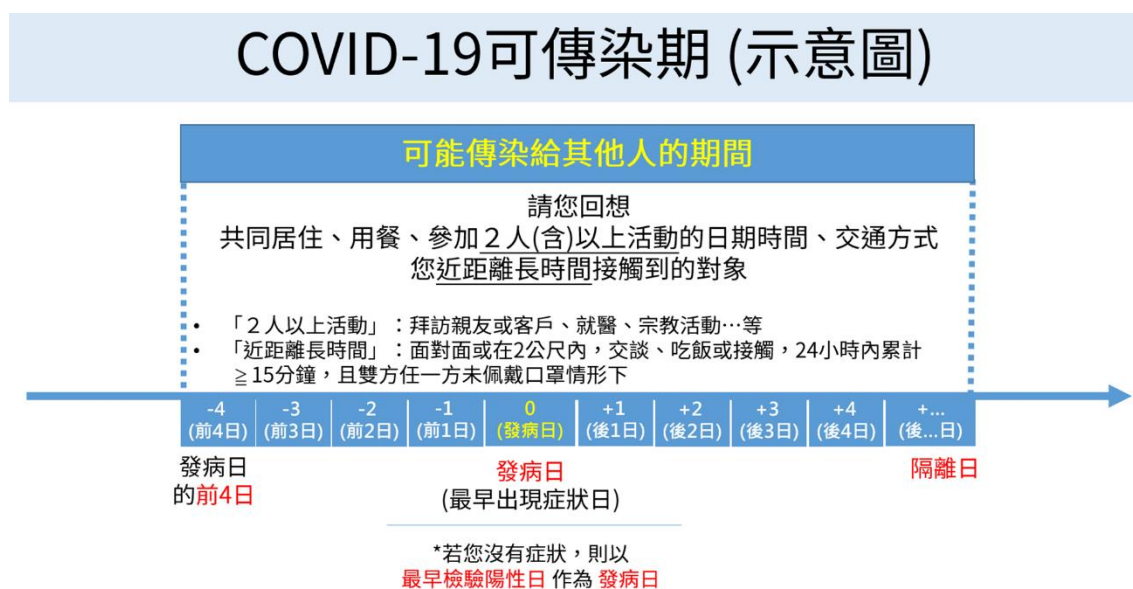 COVID-19可傳染期 (示意圖)
可能傳染給其他人的期間
請您回想
共同居住、用餐、參加２人(含)以上活動的日期時間、交通方式
您近距離長時間接觸到的對象
• 「２人以上活動」：拜訪親友或客戶、就醫、宗教活動…等
• 「近距離長時間」：面對面或在2公尺內，交談、吃飯或接觸，24小時內累計
≧15分鐘，且雙方任一方未佩戴口罩情形下
-4 -3 -2 -1 0 +1 +2 +3 +4 +...
(前4日) (前3日) (前2日) (前1日) (發病日) (後1日) (後2日) (後3日) (後4日) (後...日)
發病日 發病日 隔離日
的前4日 (最早出現症狀日)
*若您沒有症狀，則以
最早檢驗陽性日 作為 發病日